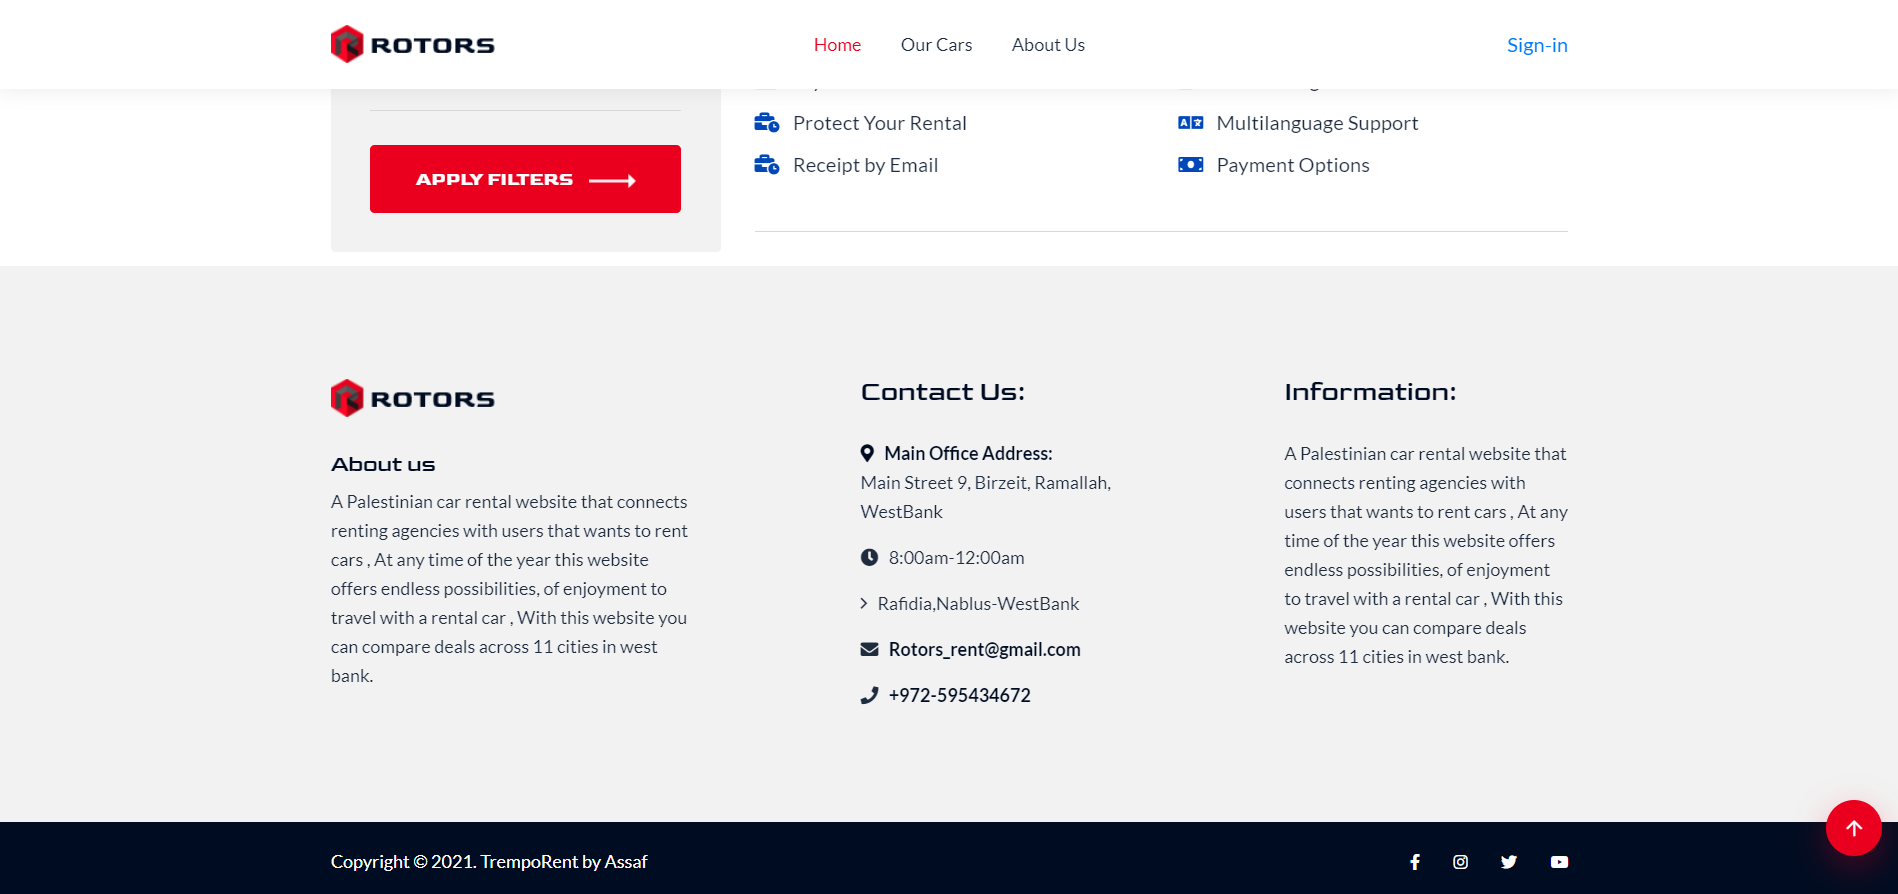 ROTORS
Home
Our Cars
About Us
Sign-in
APPLY FILTERS
Protect Your Rental
Multilanguage Support
Receipt by Email
Payment Options
ROTORS
About us
A Palestinian car rental website that connects
renting agencies with users that wants to rent
cars , At any time of the year this website
offers endless possibilities, of enjoyment to
travel with a rental car , With this website you
can compare deals across 11 cities in west
bank.
Contact Us:
Main Office Address:
Main Street 9, Birzeit, Ramallah,
WestBank
8:00am-12:00am
Rafidia,Nablus-WestBank
Rotors_rent@gmail.com
+972-595434672
Information:
A Palestinian car rental website that
connects renting agencies with
users that wants to rent cars , At any
time of the year this website offers
endless possibilities, of enjoyment
to travel with a rental car , With this
website you can compare deals
across 11 cities in west bank.
Copyright © 2021. TrempoRent by Assaf